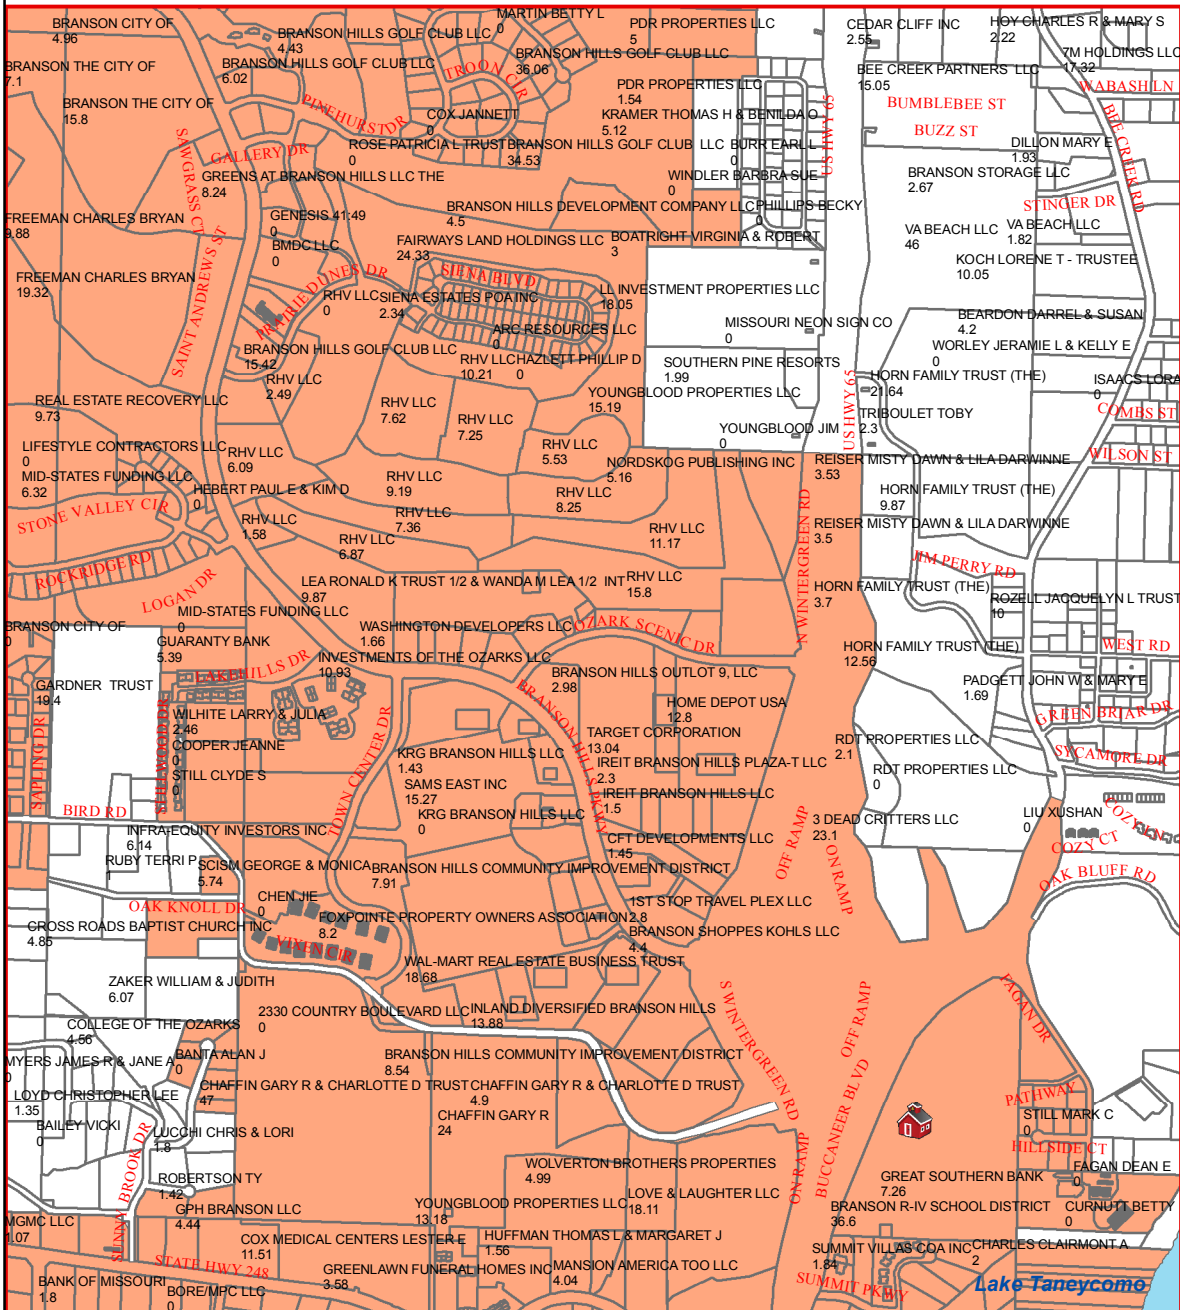 BRANSON CITY OF
4.96
MARTIN BETTY L
0
BRANSON HILLS GOLF CLUB LLC
4.43
PDR PROPERTIES LLC
5
CEDAR CLIFF INC
2.55
HOY CHARLES R & MARY S
2.22
BRANSON THE CITY OF
7.1
BRANSON HILLS GOLF CLUB LLC
6.02
BRANSON HILLS GOLF CLUB LLC
36.06
TROON CIR
7M HOLDINGS LLC
17.32
BEE CREEK PARTNERS LLC
15.05
WABASH LN
PDR PROPERTIES LLC
1.54
BRANSON THE CITY OF
15.8
PINEHURST DR
COX JANNETT
0
KRAMER THOMAS H & BENILDA O
5.12
US HWY 65
BUMBLEBEE ST
BUZZ ST
BEE CREEK RD
SAWGRASS CT
GALLERY DR
ROSE PATRICIA L TRUST
0
BRANSON HILLS GOLF CLUB LLC
34.53
BURR EARL L
0
DILLON MARY E
1.93
GREENS AT BRANSON HILLS LLC THE
8.24
WINDLER BARBRA SUE
0
BRANSON STORAGE LLC
2.67
STINGER DR
FREEMAN CHARLES BRYAN
9.88
GENESIS 41:49
0
BRANSON HILLS DEVELOPMENT COMPANY LLC
4.5
PHILLIPS BECKY
0
VA BEACH LLC
46
VA BEACH LLC
1.82
BMDC LLC
0
FAIRWAYS LAND HOLDINGS LLC
24.33
BOATRIGHT VIRGINIA & ROBERT
3
KOCH LORENE T - TRUSTEE
10.05
FREEMAN CHARLES BRYAN
19.32
SAINT ANDREWS ST
PRAIRIE DUNES DR
SIENA BLVD
RHV LLC
0
SIENA ESTATES POA INC
2.34
LL INVESTMENT PROPERTIES LLC
18.05
ARC RESOURCES LLC
0
MISSOURI NEON SIGN CO
0
BEARDON DARREL & SUSAN
4.2
BRANSON HILLS GOLF CLUB LLC
15.42
RHV LLC
10.21
HAZLETT PHILLIP D
0
SOUTHERN PINE RESORTS
1.99
WORLEY JERAMIE L & KELLY E
0
RHV LLC
2.49
US HWY 65
HORN FAMILY TRUST (THE)
21.64
ISAACS LORA
0
REAL ESTATE RECOVERY LLC
9.73
RHV LLC
7.62
RHV LLC
7.25
YOUNGBLOOD PROPERTIES LLC
15.19
TRIBOULET TOBY
2.3
COMBS ST
YOUNGBLOOD JIM
0
LIFESTYLE CONTRACTORS LLC
0
RHV LLC
6.09
RHV LLC
5.53
WILSON ST
MID-STATES FUNDING LLC
6.32
NORDSKOG PUBLISHING INC
5.16
REISER MISTY DAWN & LILA DARWINNE
3.53
HEBERT PAUL E & KIM D
0
RHV LLC
9.19
RHV LLC
8.25
HORN FAMILY TRUST (THE)
9.87
STONE VALLEY CIR
RHV LLC
1.58
RHV LLC
7.36
RHV LLC
11.17
N WINTERGREEN RD
REISER MISTY DAWN & LILA DARWINNE
3.5
RHV LLC
6.87
JIM PERRY RD
ROCKRIDGE RD
LOGAN DR
LEA RONALD K TRUST 1/2 & WANDA M LEA 1/2 INT
9.87
RHV LLC
15.8
HORN FAMILY TRUST (THE)
3.7
ROZELL JACQUELYN L TRUST
10
BRANSON CITY OF
0
MID-STATES FUNDING LLC
0
WASHINGTON DEVELOPERS LLC
1.66
OZARK SCENIC DR
GUARANTY BANK
5.39
HORN FAMILY TRUST (THE)
12.56
WEST RD
LAKEHILLS DR
INVESTMENTS OF THE OZARKS LLC
10.93
BRANSON HILLS OUTLOT 9, LLC
2.98
PADGETT JOHN W & MARY E
1.69
GARDNER TRUST
19.4
BRANSON HILLS PKWY
HOME DEPOT USA
12.8
GREEN BRIAR DR
WILHITE LARRY & JULIA
2.46
TARGET CORPORATION
13.04
RDT PROPERTIES LLC
2.1
SYCAMORE DR
COOPER JEANNE
0
KRG BRANSON HILLS LLC
1.43
IREIT BRANSON HILLS PLAZA-T LLC
2.3
RDT PROPERTIES LLC
0
STILL CLYDE S
0
SAPLING DR
TOWN CENTER DR
SAMS EAST INC
15.27
IREIT BRANSON HILLS LLC
1.5
BIRD RD
KRG BRANSON HILLS LLC
0
OFF RAMP
3 DEAD CRITTERS LLC
23.1
LIU XUSHAN
0
COZY LN
INFRA-EQUITY INVESTORS INC
6.14
CFT DEVELOPMENTS LLC
1.45
COZY CT
RUBY TERRI P
1
SCISM GEORGE & MONICA
5.74
BRANSON HILLS COMMUNITY IMPROVEMENT DISTRICT
7.91
ON RAMP
OAK BLUFF RD
OAK KNOLL DR
CHEN JIE
0
1ST STOP TRAVEL PLEX LLC
2.8
FOXPOINTE PROPERTY OWNERS ASSOCIATION
8.2
CROSS ROADS BAPTIST CHURCH INC
4.85
VIXEN CIR
BRANSON SHOPPES KOHLS LLC
4.4
WAL-MART REAL ESTATE BUSINESS TRUST
18.68
ZAKER WILLIAM & JUDITH
6.07
S WINTERGREEN RD
OFF RAMP
FAGAN DR
2330 COUNTRY BOULEVARD LLC
0
INLAND DIVERSIFIED BRANSON HILLS
13.88
COLLEGE OF THE OZARKS
4.56
MYERS JAMES R & JANE A
0
BANTA ALAN J
0
BRANSON HILLS COMMUNITY IMPROVEMENT DISTRICT
8.54
CHAFFIN GARY R & CHARLOTTE D TRUST
47
CHAFFIN GARY R & CHARLOTTE D TRUST
4.9
BUCCANEER BLVD
PATHWAY
LOYD CHRISTOPHER LEE
1.35
CHAFFIN GARY R
24
STILL MARK C
0
BAILEY VICKI
0
LUCCHI CHRIS & LORI
1.8
HILLSIDE CT
WOLVERTON BROTHERS PROPERTIES
4.99
ON RAMP
FAGAN DEAN E
0
SUNNY BROOK DR
ROBERTSON TY
1.42
GREAT SOUTHERN BANK
7.26
LOVE & LAUGHTER LLC
18.11
GPH BRANSON LLC
4.44
YOUNGBLOOD PROPERTIES LLC
13.18
BRANSON R-IV SCHOOL DISTRICT
36.6
CURNUTT BETTY
0
MGMC LLC
1.07
COX MEDICAL CENTERS LESTER E
11.51
HUFFMAN THOMAS L & MARGARET J
1.56
SUMMIT VILLAS COA INC
1.84
CHARLES CLAIRMONT A
2
STATE HWY 248
GREENLAWN FUNERAL HOMES INC
3.58
MANSION AMERICA TOO LLC
4.04
BANK OF MISSOURI
1.8
BORE/MPC LLC
0
SUMMIT PKWY
Lake Taneycomo